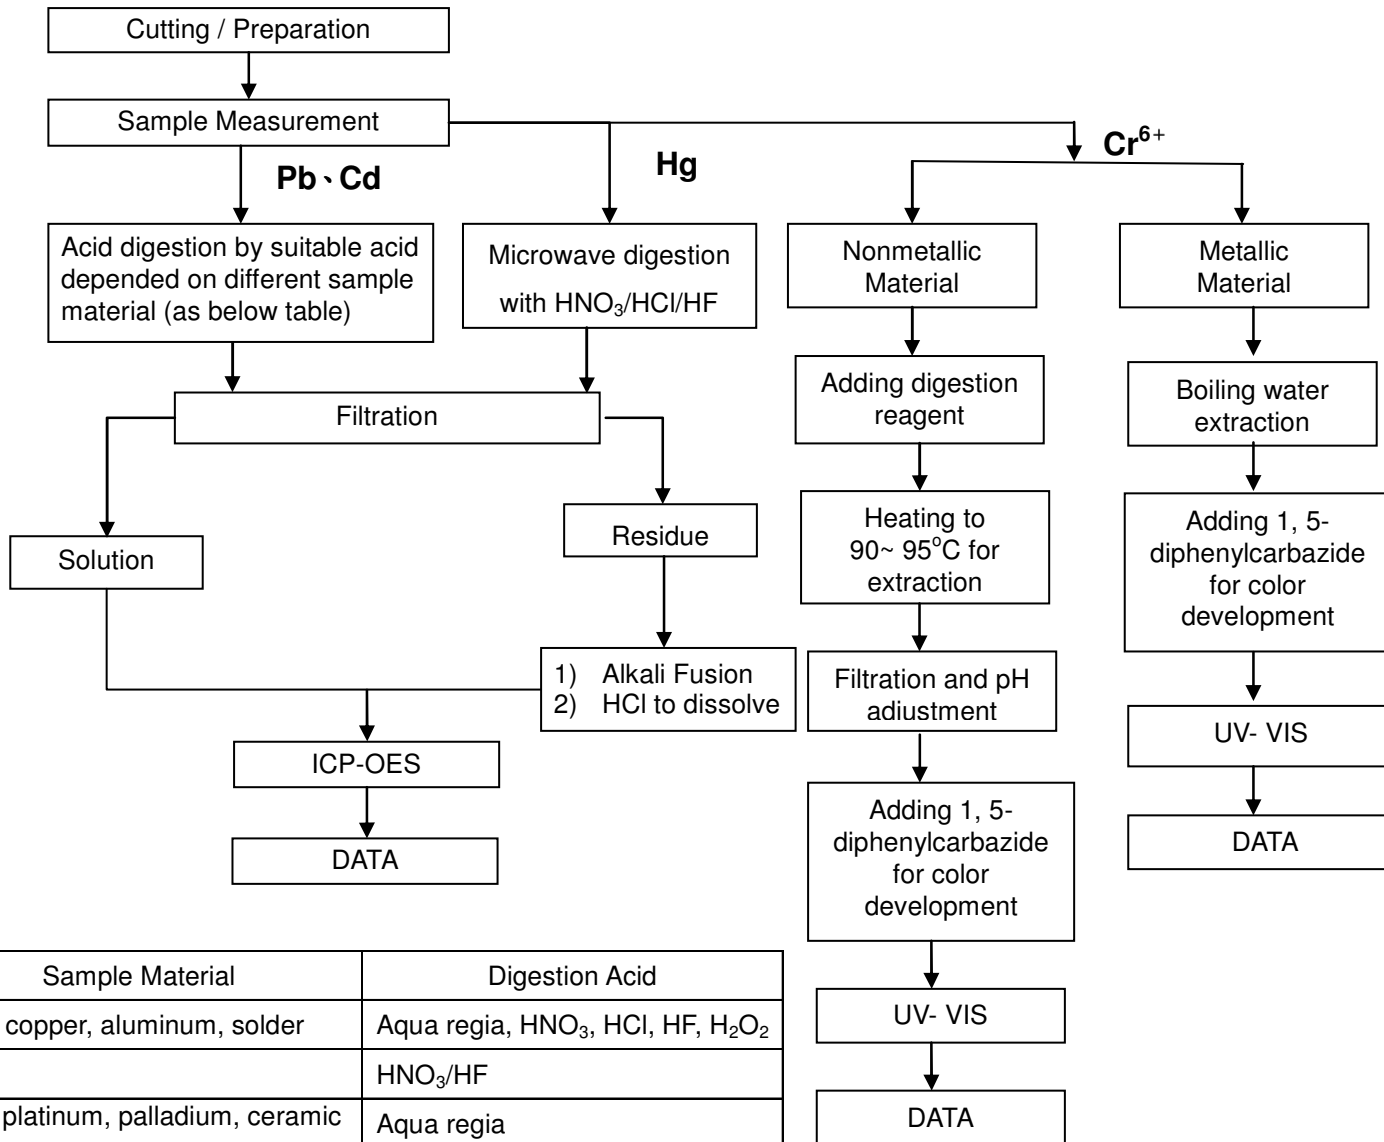 Cutting / Preparation
Sample Measurement
Pb、Cd
Hg
Cr⁶⁺
Acid digestion by suitable acid
depended on different sample
material (as below table)
Microwave digestion
with HNO₃/HCl/HF
Nonmetallic
Material
Metallic
Material
Filtration
Adding digestion
reagent
Boiling water
extraction
Solution
Residue
Heating to
90~ 95°C for
extraction
Adding 1, 5-
diphenylcarbazide
for color
development
1) Alkali Fusion
2) HCl to dissolve
Filtration and pH
adiustment
UV- VIS
ICP-OES
DATA
Adding 1, 5-
diphenylcarbazide
for color
development
DATA
UV- VIS
DATA
Sample Material Digestion Acid
copper, aluminum, solder Aqua regia, HNO₃, HCl, HF, H₂O₂
HNO₃/HF
platinum, palladium, ceramic Aqua regia